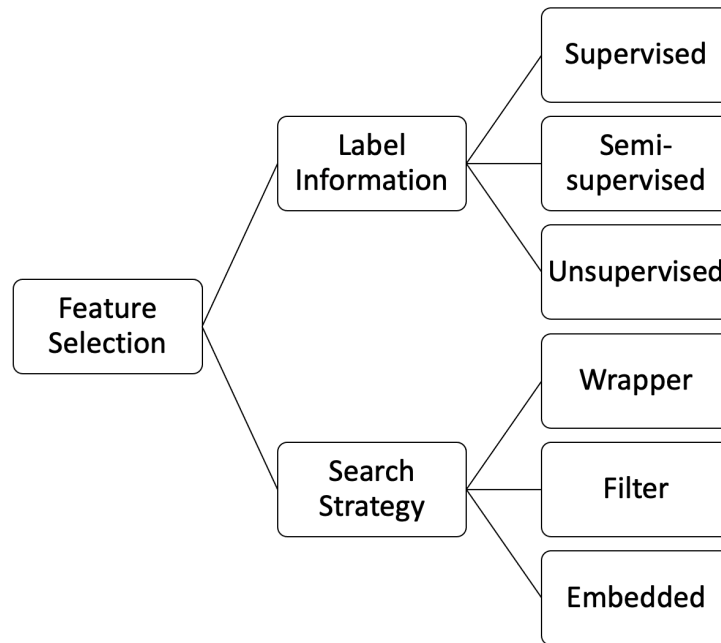 Supervised
Label
Information
Semi-
supervised
Unsupervised
Feature
Selection
Wrapper
Search
Strategy
Filter
Embedded